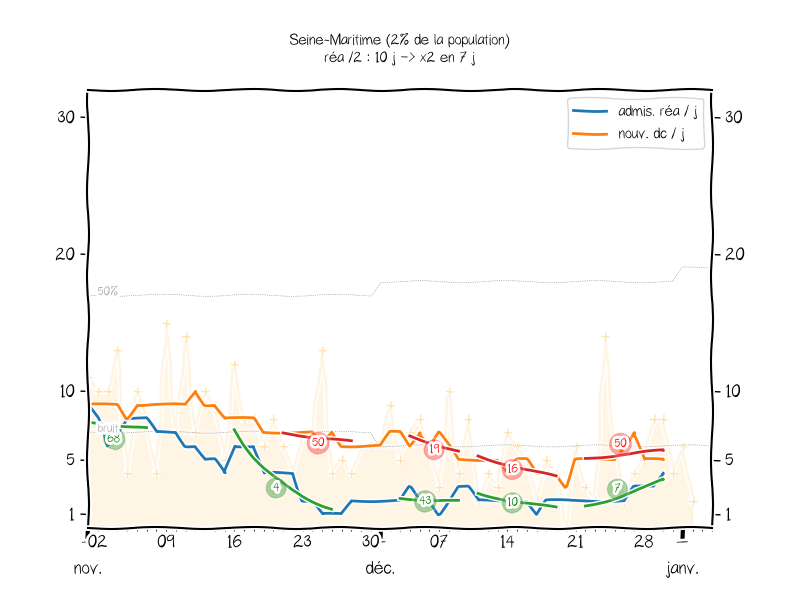 Seine-Maritime (2% de la population)
réa /2 : 10 j -> x2 en 7 j
admis. réa / j
nouv. dc / j
30 30
20 20
50%
10 10
bruit
68 4 50 43 19 16 10 50 7
5 5
1 1
02 09 16 23 30 07 14 21 28
nov. déc. janv.